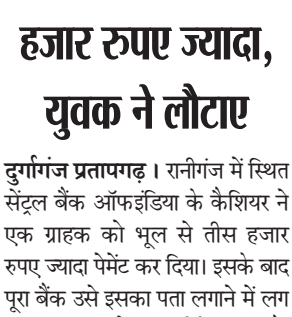 हजार रुपए ज्यादा,
युवक ने लौटाए
दुर्गागंज प्रतापगढ़ । रानीगंज में स्थित
सेंट्रल बैंक ऑफइंडिया के कैशियर ने
एक ग्राहक को भूल से तीस हजार
रुपए ज्यादा पेमेंट कर दिया। इसके बाद
पूरा बैंक उसे इसका पता लगाने में लग